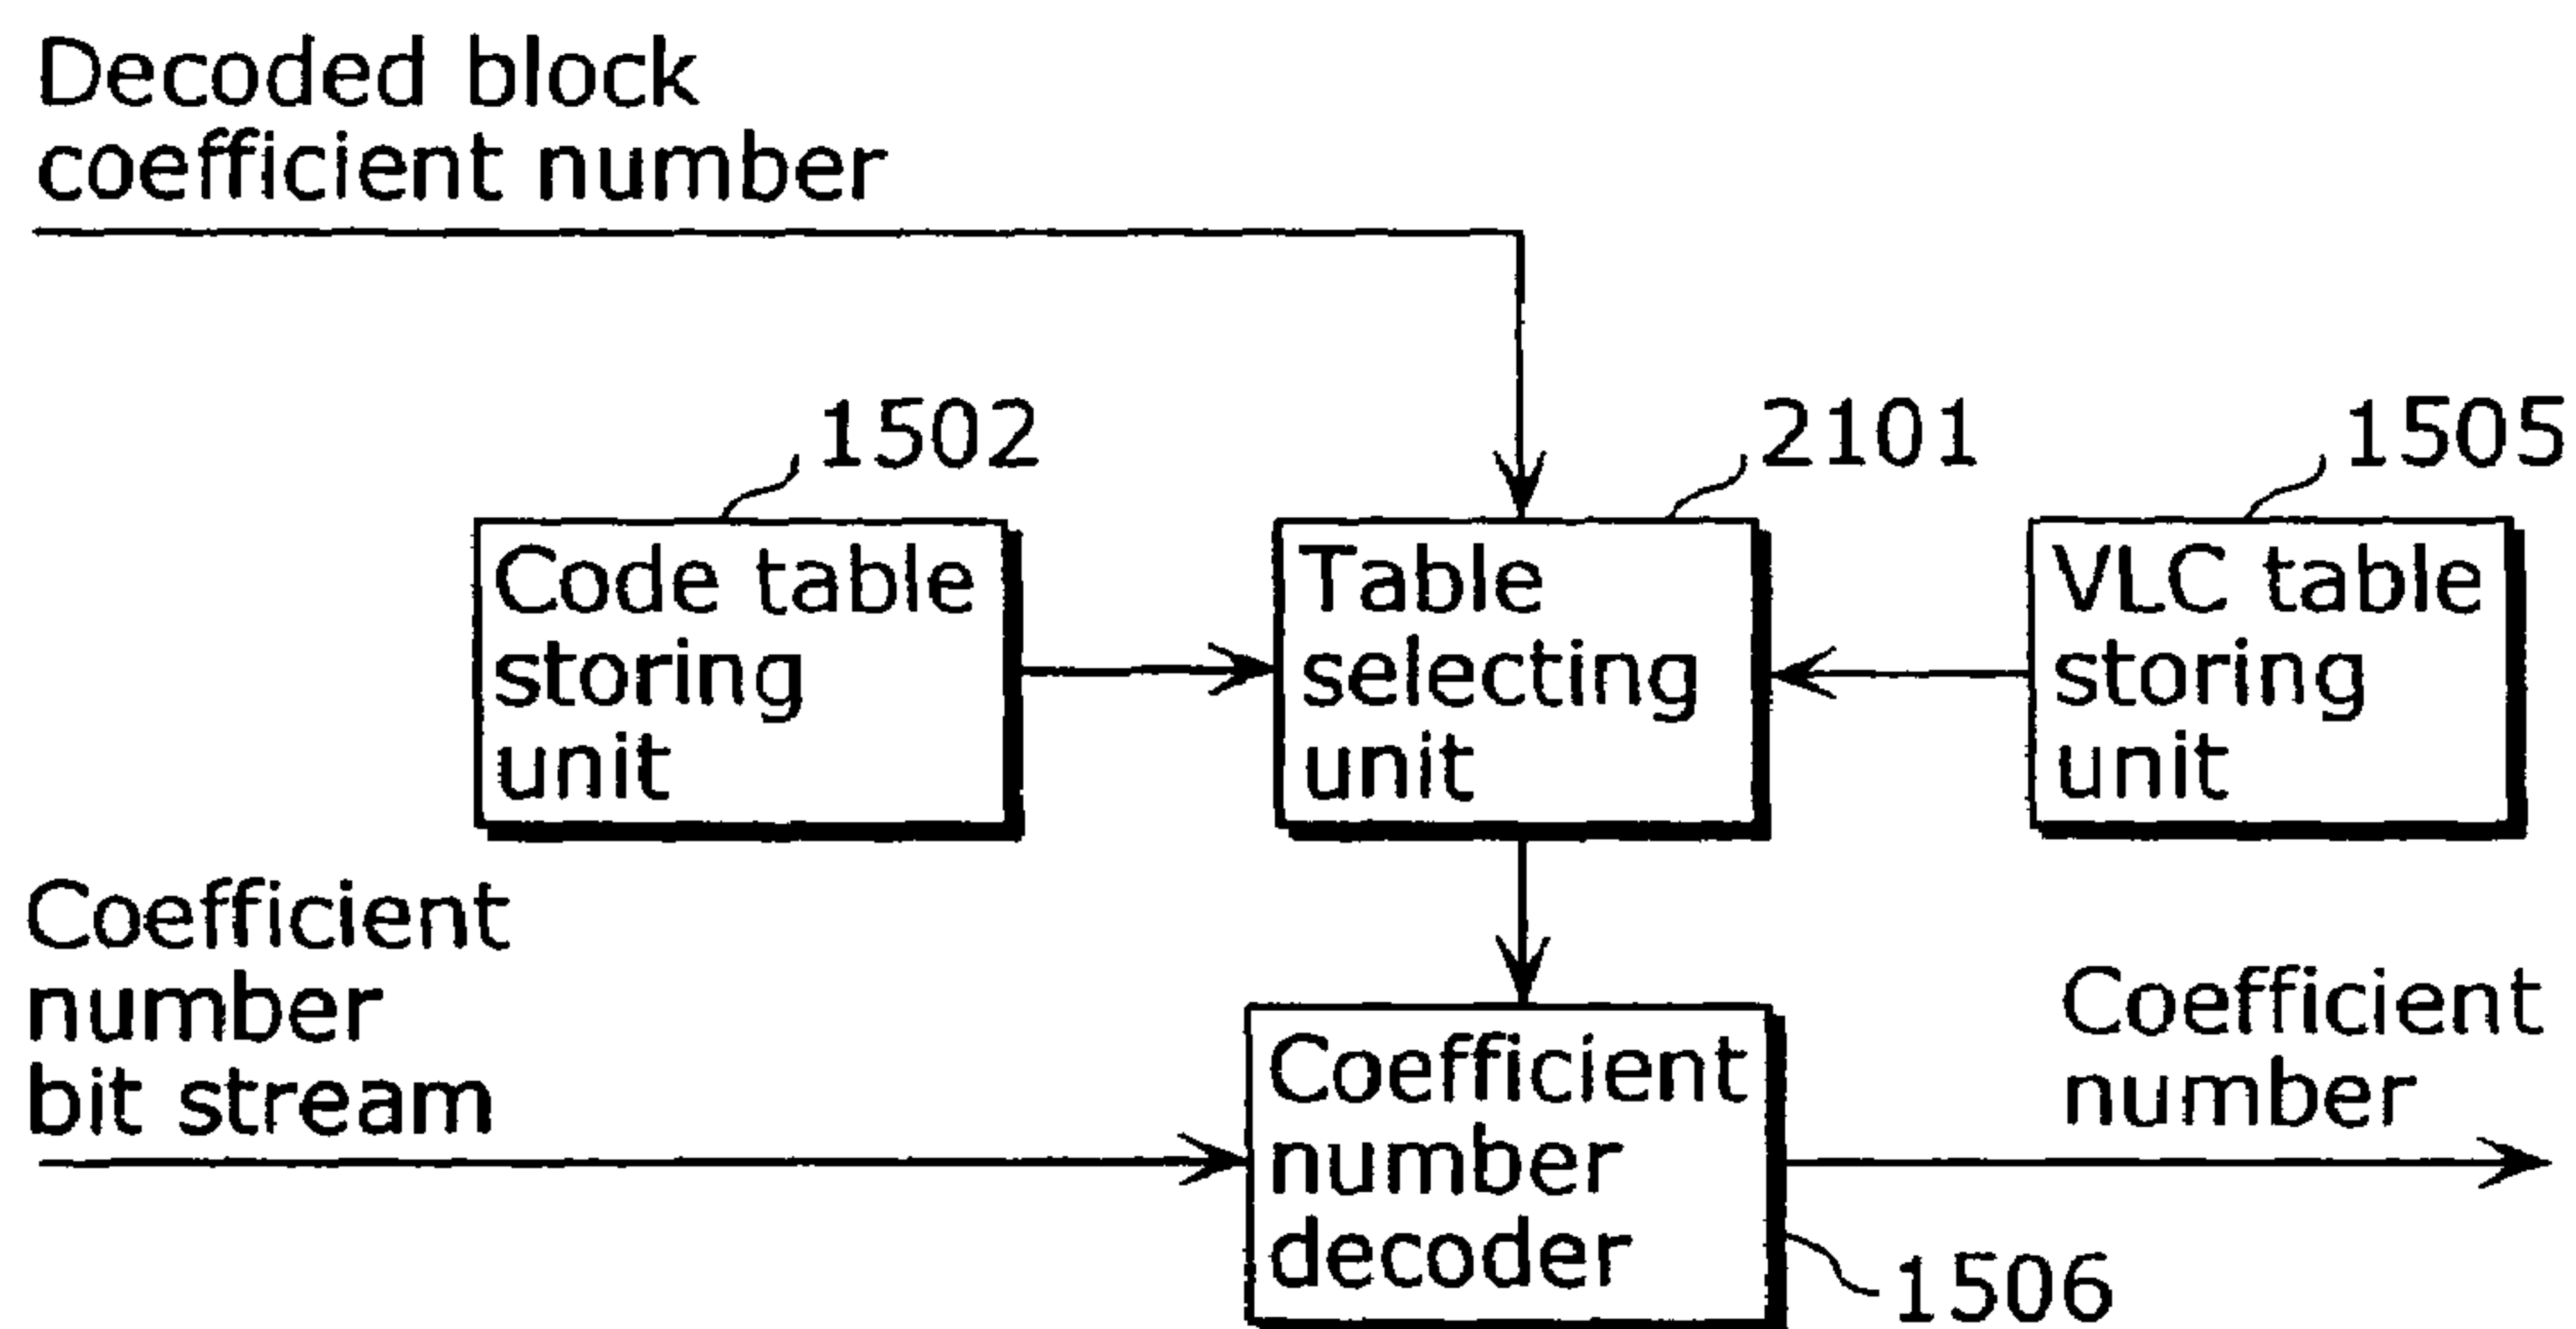 Decoded block
coefficient number
1502
2101
1505
Code table
storing
unit
Table
selecting
unit
VLC table
storing
unit
Coefficient
number
bit stream
Coefficient
number
decoder
Coefficient
number
1506